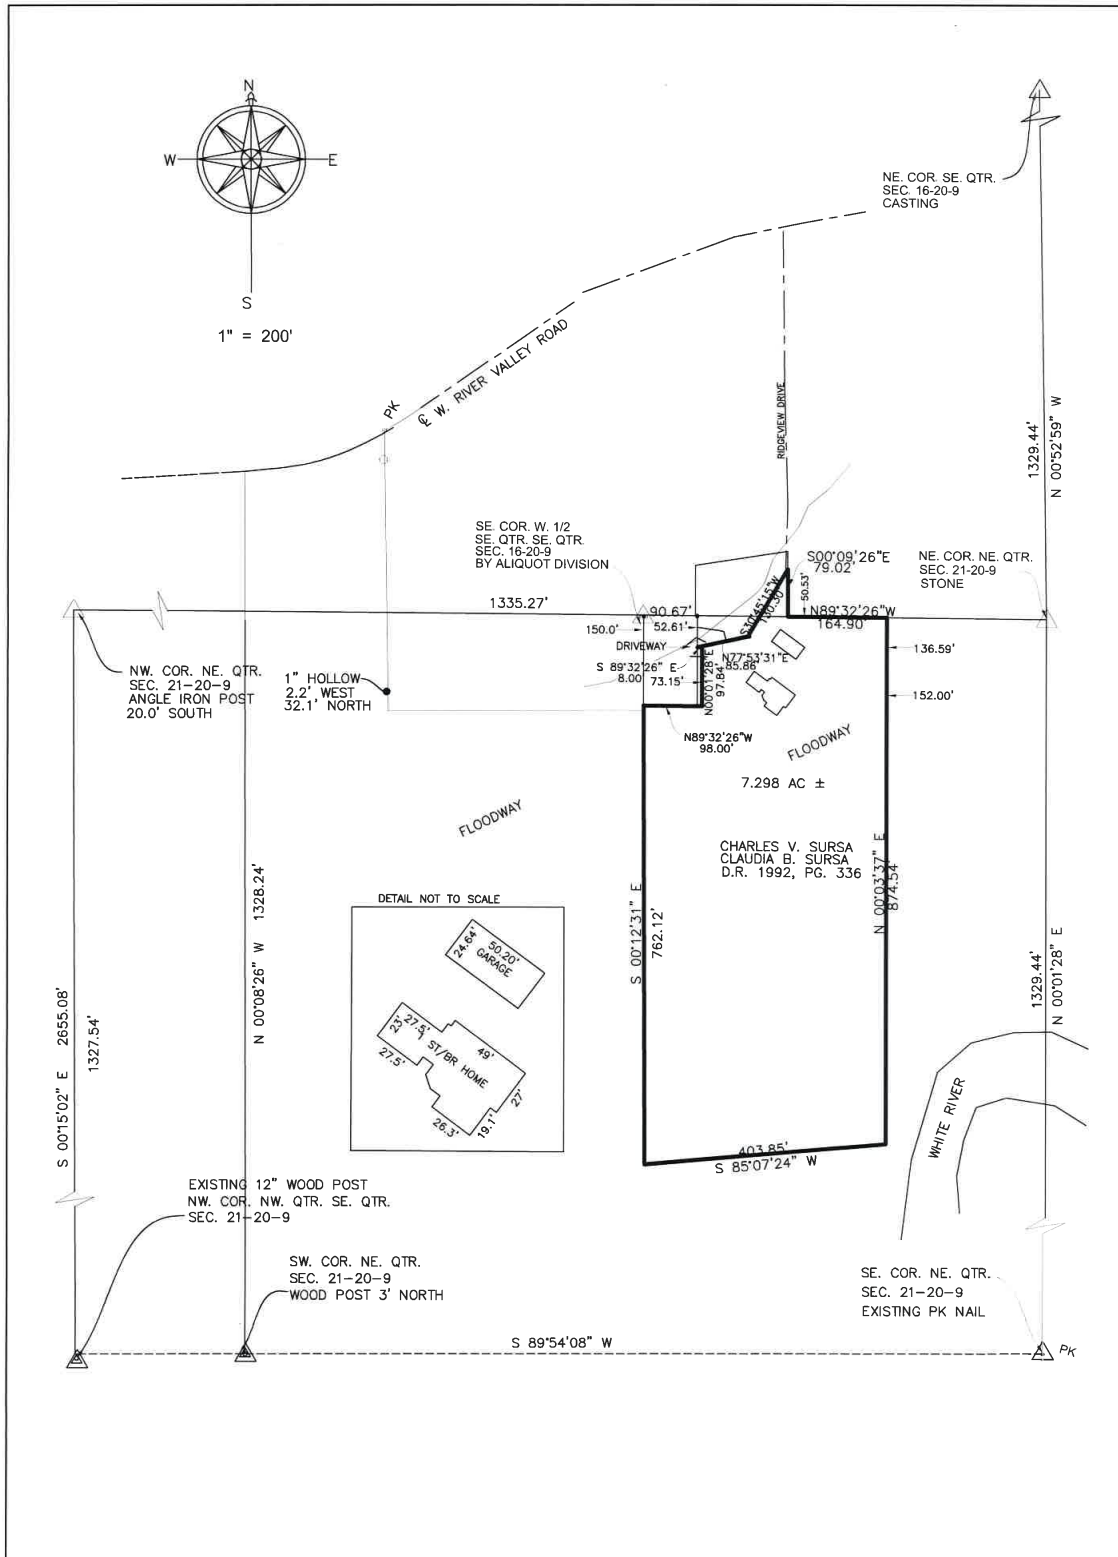 N
W
E
S
1" = 200'
NE. COR. SE. QTR.
SEC. 16-20-9
CASTING
℄ W. RIVER VALLEY ROAD
PK
RIDGEVIEW DRIVE
1329.44'
N 00°52'59" W
SE. COR. W. 1/2
SE. QTR. SE. QTR.
SEC. 16-20-9
BY ALIQUOT DIVISION
S00°09'26"E
79.02'
50.53'
NE. COR. NE. QTR.
SEC. 21-20-9
STONE
1335.27'
90.67'
S30°45'15"W
130.50'
N89°32'26"W
164.90'
150.0'
52.61'
DRIVEWAY
N77°53'31"E
85.86'
136.59'
S 89°32'26" E
8.00'
73.15'
N00°01'28"E
97.84'
152.00'
NW. COR. NE. QTR.
SEC. 21-20-9
ANGLE IRON POST
20.0' SOUTH
1" HOLLOW
2.2' WEST
32.1' NORTH
N89°32'26"W
98.00'
FLOODWAY
7.298 AC ±
FLOODWAY
CHARLES V. SURSA
CLAUDIA B. SURSA
D.R. 1992, PG. 336
N 00°03'37" E
874.54'
S 00°12'31" E
762.12'
N 00°08'26" W 1328.24'
DETAIL NOT TO SCALE
24.64'
50.20'
GARAGE
23'
27.5'
1 ST/BR HOME
49'
27.5'
27'
26.3'
19.1'
S 00°15'02" E 2655.08'
1327.54'
1329.44'
N 00°01'28" E
WHITE RIVER
403.85'
S 85°07'24" W
EXISTING 12" WOOD POST
NW. COR. NW. QTR. SE. QTR.
SEC. 21-20-9
SW. COR. NE. QTR.
SEC. 21-20-9
WOOD POST 3' NORTH
SE. COR. NE. QTR.
SEC. 21-20-9
EXISTING PK NAIL
S 89°54'08" W
PK